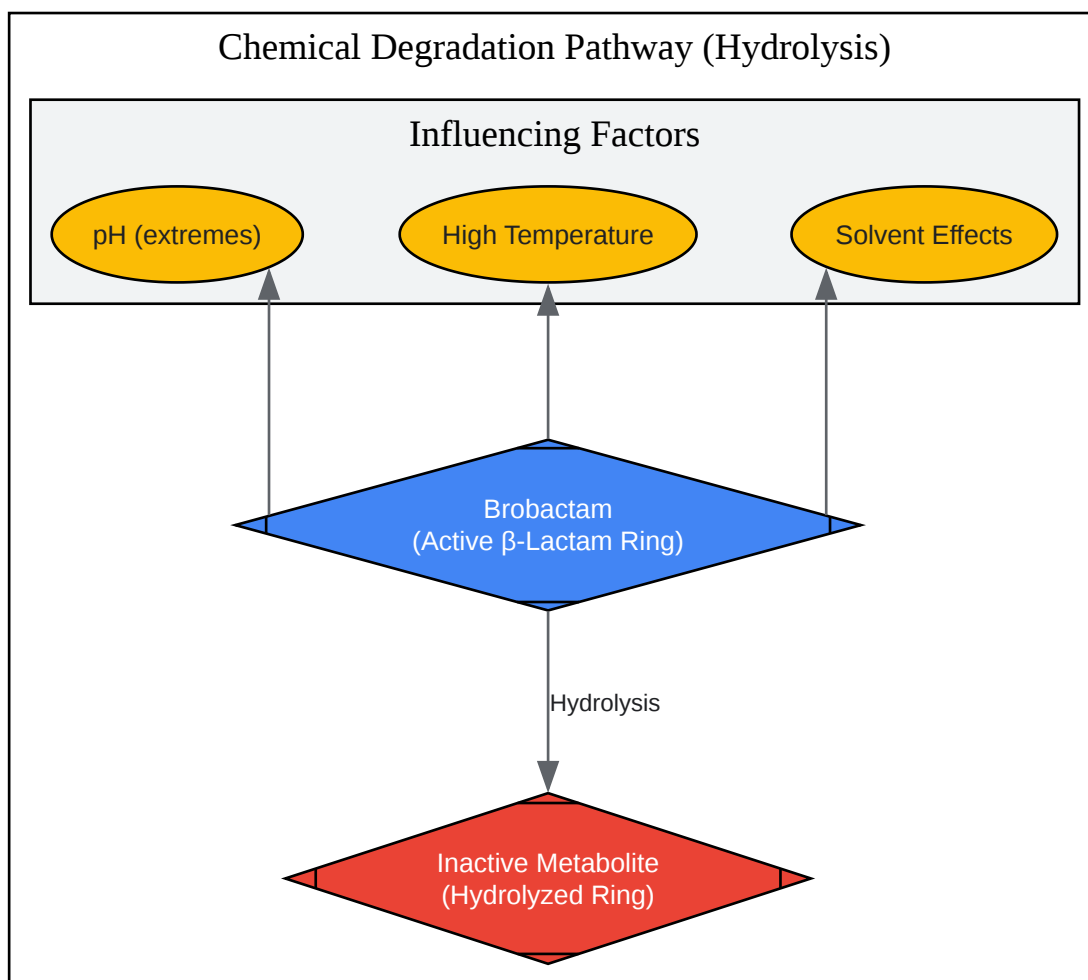 Chemical Degradation Pathway (Hydrolysis)
Influencing Factors
pH (extremes)
High Temperature
Solvent Effects
Brobactam
(Active β-Lactam Ring)
Hydrolysis
Inactive Metabolite
(Hydrolyzed Ring)